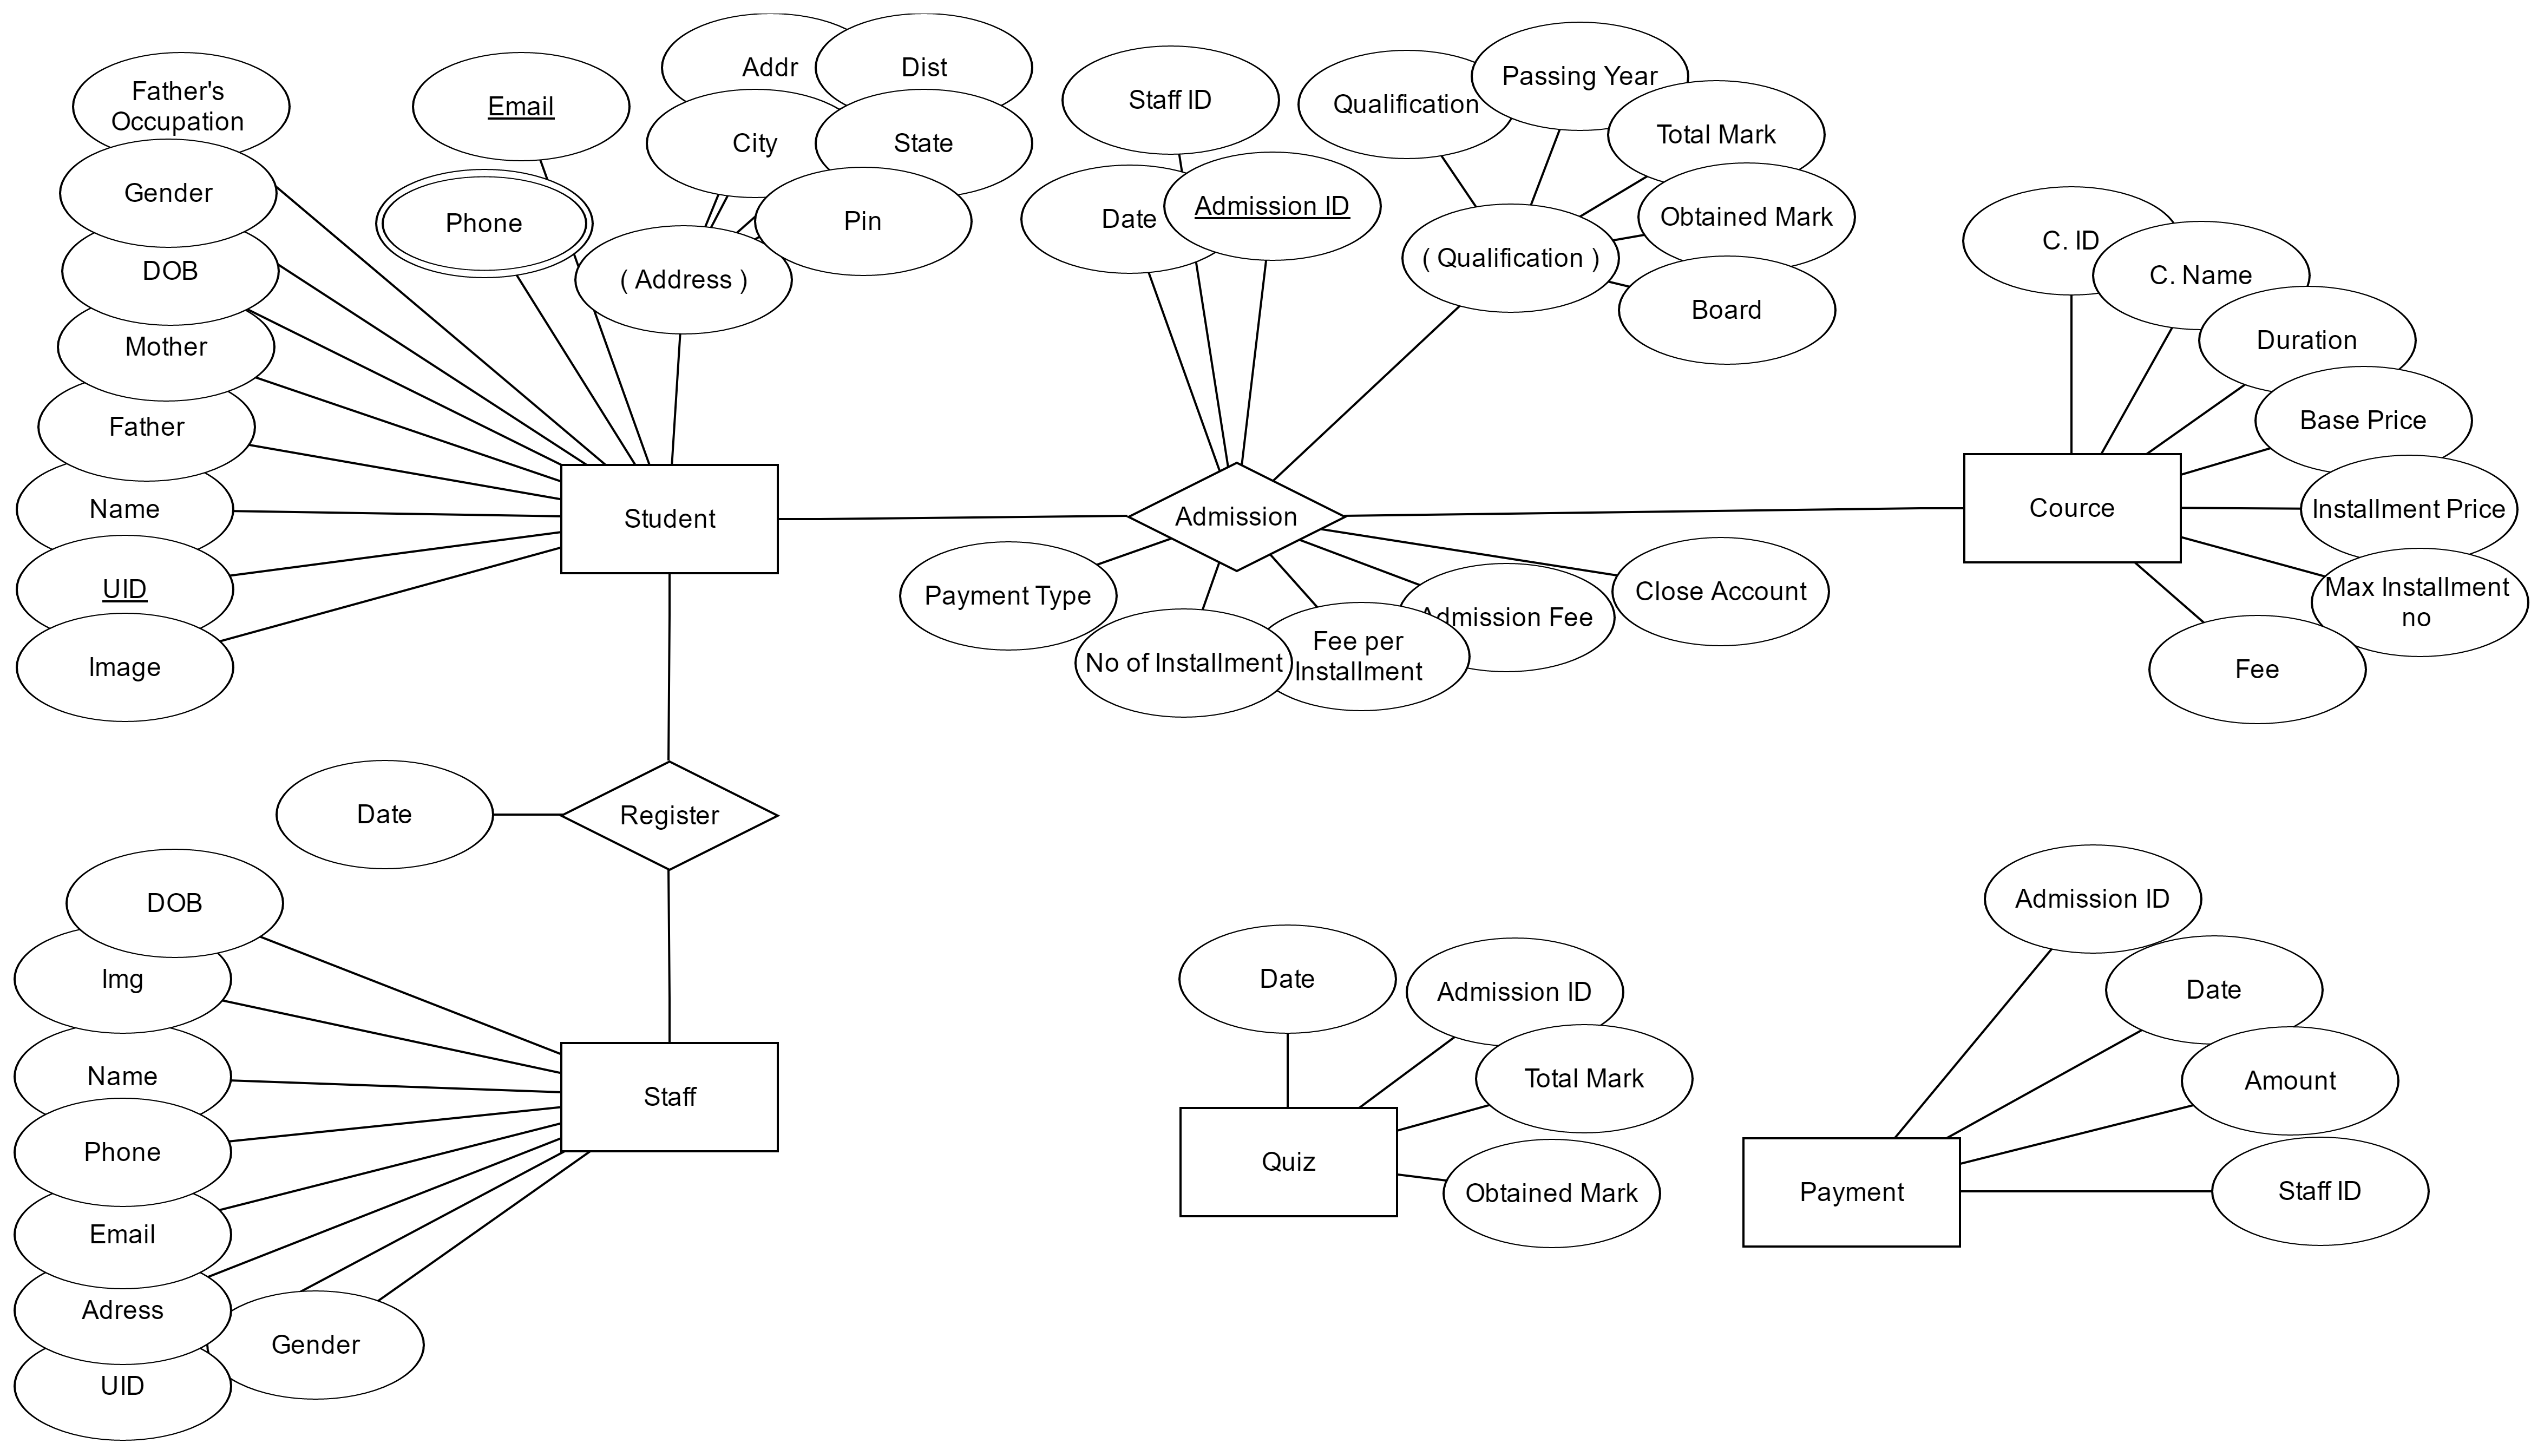 Father's
Occupation
Gender
DOB
Mother
Father
Name
UID
Image
Email
Phone
Addr
Dist
City
State
Pin
( Address )
Student
Staff ID
Date
Admission ID
Qualification
Passing Year
Total Mark
Obtained Mark
Board
( Qualification )
Admission
Payment Type
No of Installment
Fee per
Installment
Admission Fee
Close Account
C. ID
C. Name
Duration
Base Price
Installment Price
Max Installment
no
Fee
Cource
Date
Register
DOB
Img
Name
Phone
Email
Adress
UID
Gender
Staff
Date
Admission ID
Total Mark
Obtained Mark
Quiz
Admission ID
Date
Amount
Staff ID
Payment